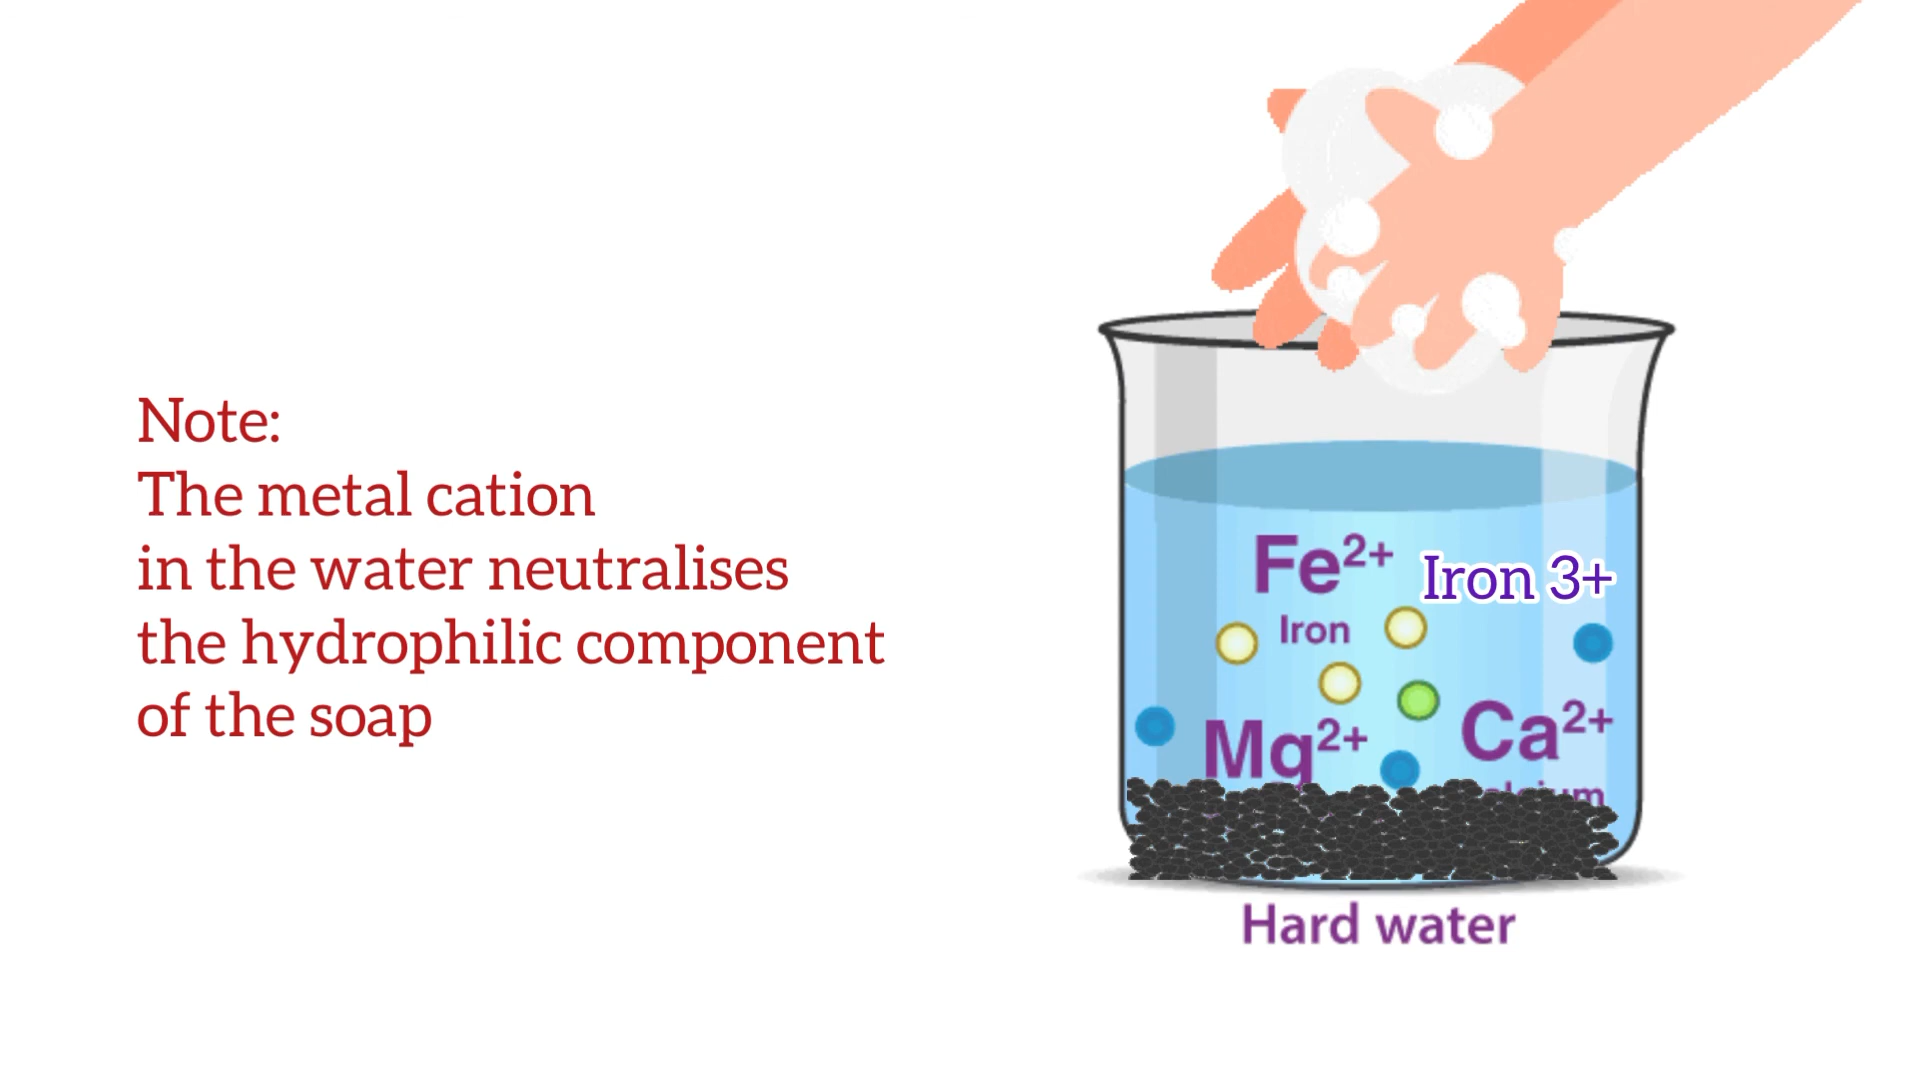 Note:
The metal cation
in the water neutralises
the hydrophilic component
of the soap
Fe²⁺
Iron 3+
Iron
Mg²⁺
Ca²⁺
Hard water